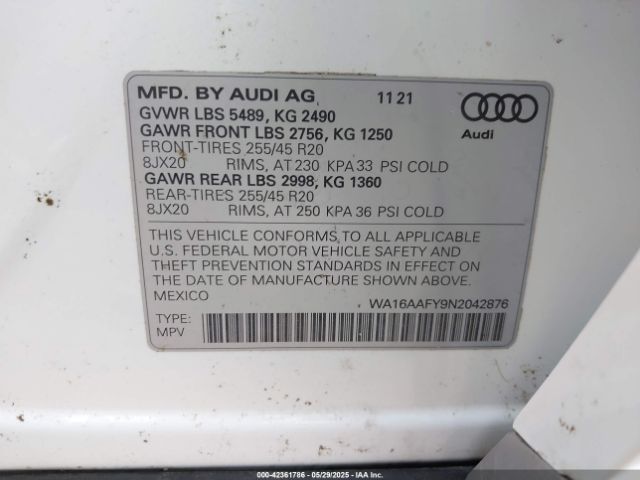 MFD. BY AUDI AG 11 21
GVWR LBS 5489, KG 2490
GAWR FRONT LBS 2756, KG 1250
FRONT-TIRES 255/45 R20
8JX20 RIMS, AT 230 KPA 33 PSI COLD
GAWR REAR LBS 2998, KG 1360
REAR-TIRES 255/45 R20
8JX20 RIMS, AT 250 KPA 36 PSI COLD
Audi
THIS VEHICLE CONFORMS TO ALL APPLICABLE
U.S. FEDERAL MOTOR VEHICLE SAFETY AND
THEFT PREVENTION STANDARDS IN EFFECT ON
THE DATE OF MANUFACTURE SHOWN ABOVE.
MEXICO WA16AAFY9N2042876
TYPE:
MPV
000-42361786 - 05/29/2025 - IAA